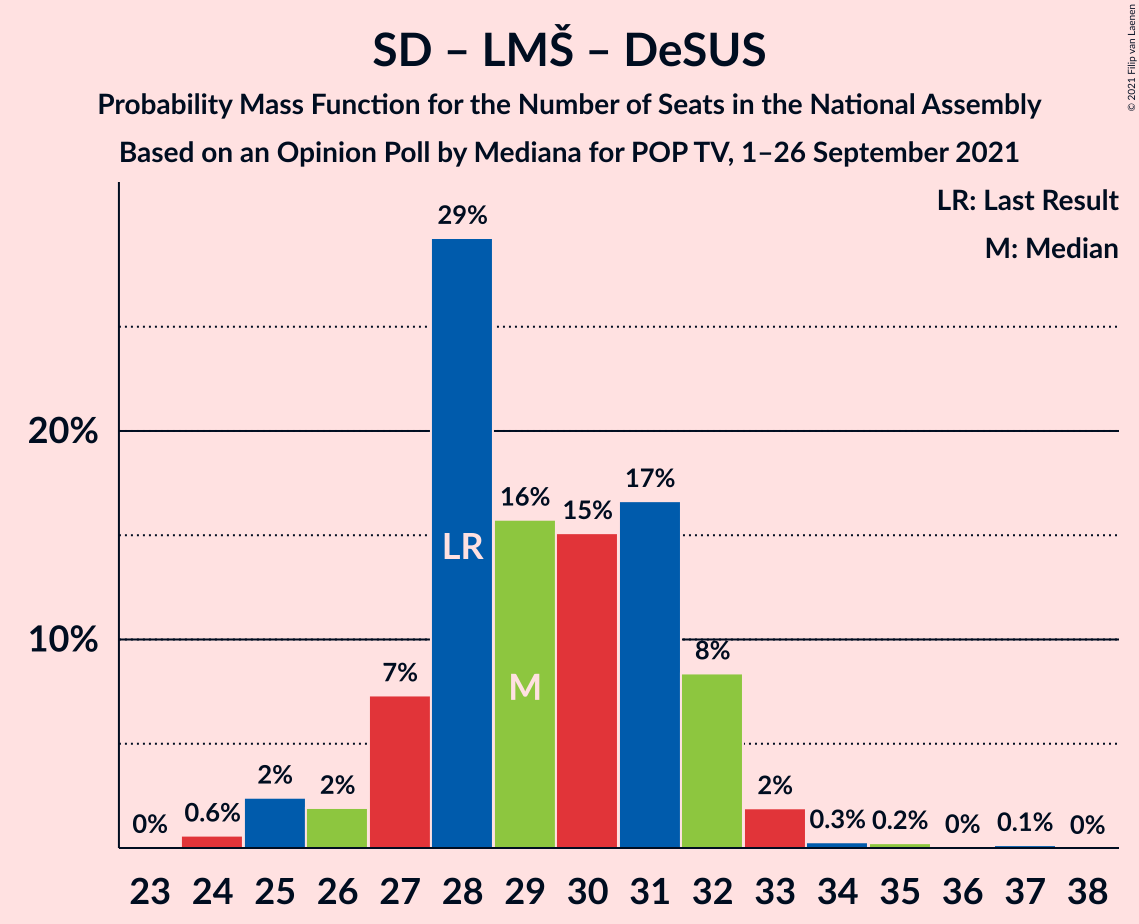 SD – LMŠ – DeSUS
Probability Mass Function for the Number of Seats in the National Assembly
Based on an Opinion Poll by Mediana for POP TV, 1–26 September 2021
© 2021 Filip van Laenen
LR: Last Result
M: Median
20%
10%
0%
0.6%
2%
2%
7%
29%
16%
15%
17%
8%
2%
0.3%
0.2%
0%
0.1%
0%
LR
M
23 24 25 26 27 28 29 30 31 32 33 34 35 36 37 38